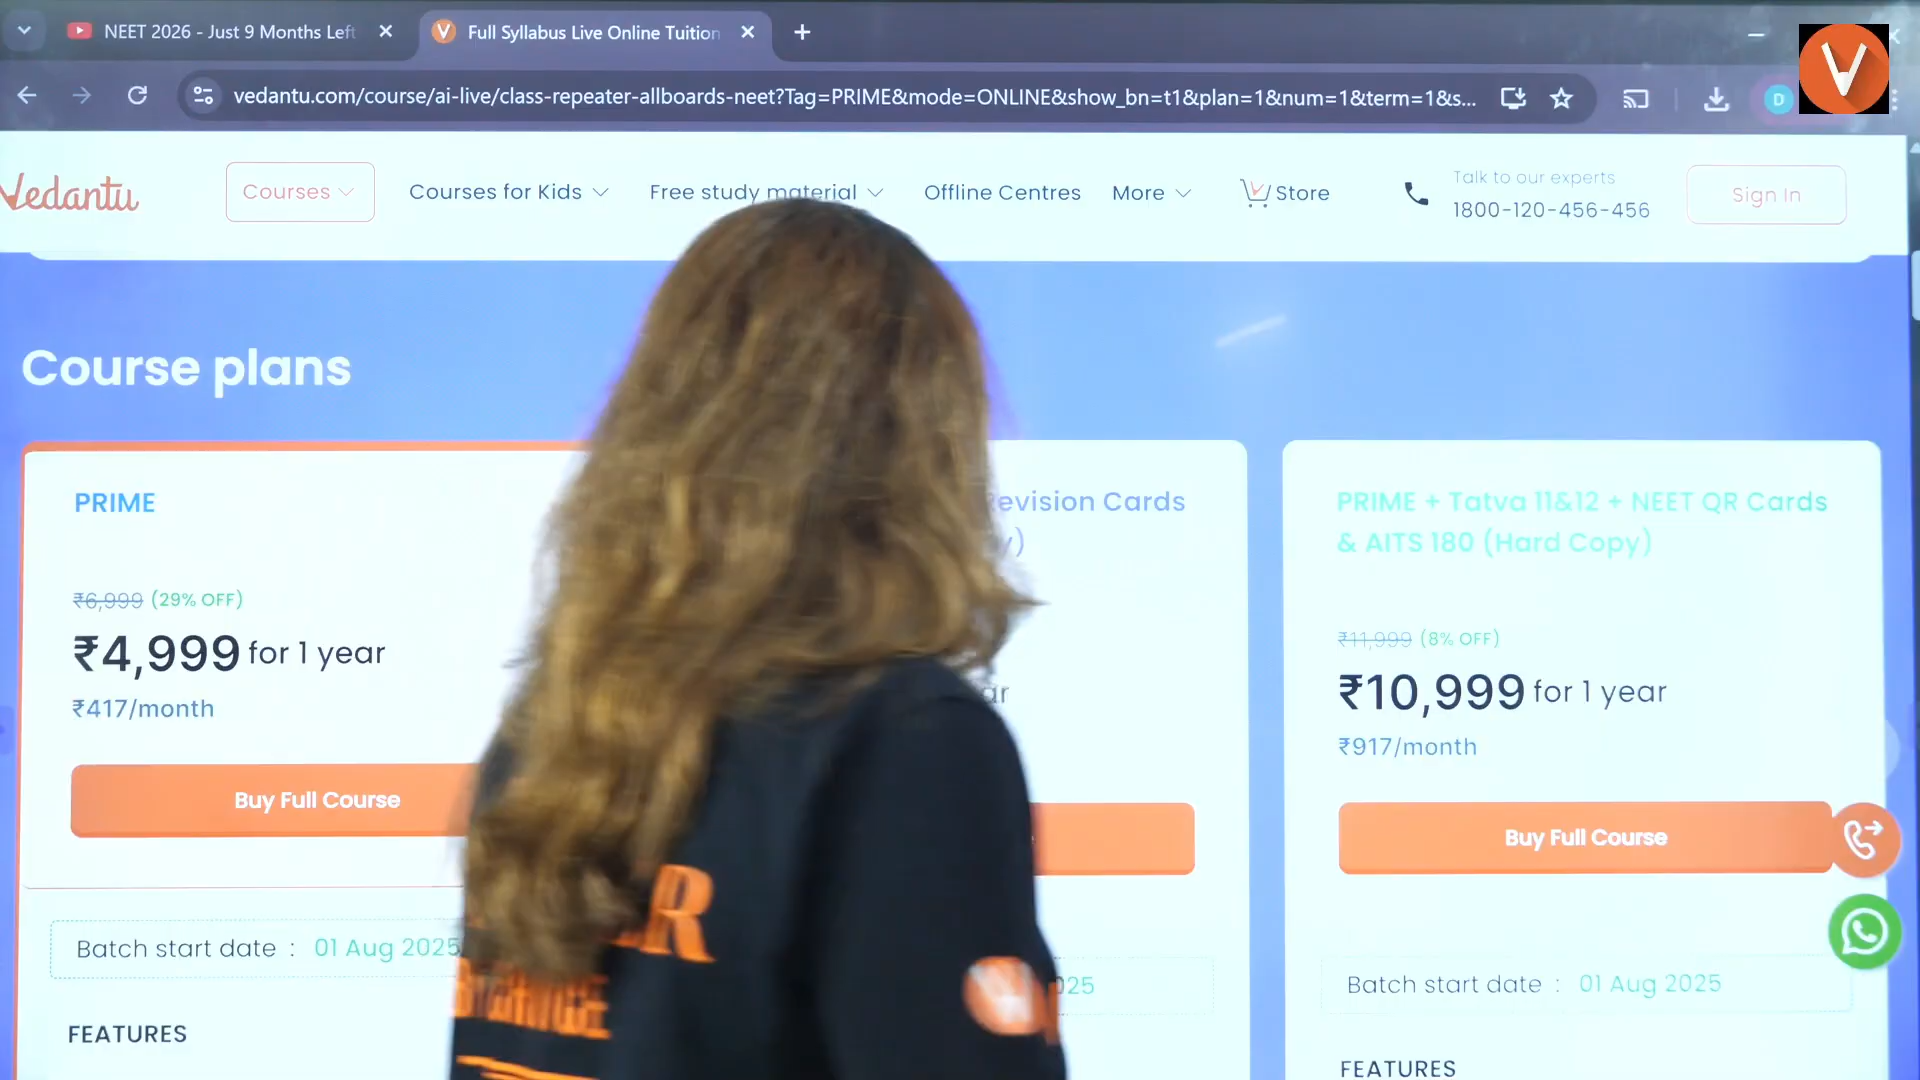 NEET 2026 - Just 9 Months Left
Full Syllabus Live Online Tuition
vedantu.com/course/ai-live/class-repeater-allboards-neet?Tag=PRIME&mode=ONLINE&show_bn=t1&plan=1&num=1&term=1&s...
D
Vedantu
Courses
Courses for Kids
Free study material
Offline Centres
More
Store
Talk to our experts
1800-120-456-456
Sign In
Course plans
PRIME
₹6,999 (29% OFF)
₹4,999 for 1 year
₹417/month
Buy Full Course
Batch start date : 01 Aug 2025
FEATURES
Revision Cards
PRIME + Tatva 11&12 + NEET QR Cards
& AITS 180 (Hard Copy)
₹11,999 (8% OFF)
₹10,999 for 1 year
₹917/month
Buy Full Course
Batch start date : 01 Aug 2025
FEATURES